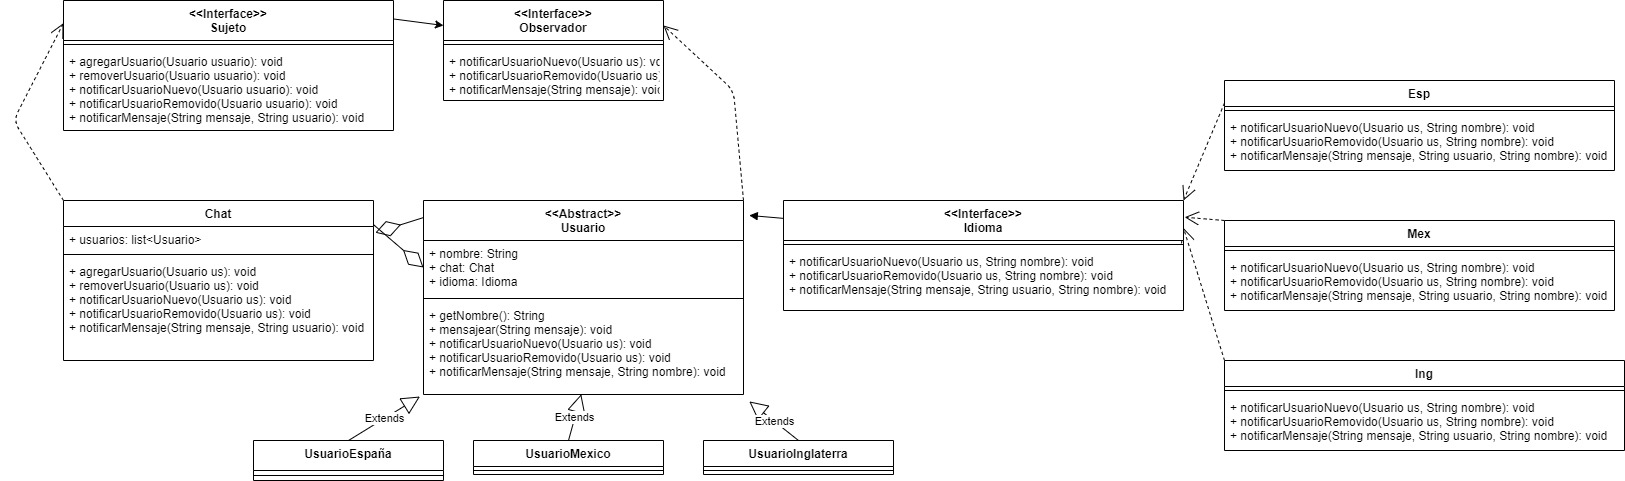 <<Interface>>
Sujeto
+ agregarUsuario(Usuario usuario): void
+ removerUsuario(Usuario usuario): void
+ notificarUsuarioNuevo(Usuario usuario): void
+ notificarUsuarioRemovido(Usuario usuario): void
+ notificarMensaje(String mensaje, String usuario): void
<<Interface>>
Observador
+ notificarUsuarioNuevo(Usuario us): vo
+ notificarUsuarioRemovido(Usuario us)
+ notificarMensaje(String mensaje): void
Esp
+ notificarUsuarioNuevo(Usuario us, String nombre): void
+ notificarUsuarioRemovido(Usuario us, String nombre): void
+ notificarMensaje(String mensaje, String usuario, String nombre): void
Chat
+ usuarios: list<Usuario>
+ agregarUsuario(Usuario us): void
+ removerUsuario(Usuario us): void
+ notificarUsuarioNuevo(Usuario us): void
+ notificarUsuarioRemovido(Usuario us): void
+ notificarMensaje(String mensaje, String usuario): void
<<Abstract>>
Usuario
+ nombre: String
+ chat: Chat
+ idioma: Idioma
+ getNombre(): String
+ mensajear(String mensaje): void
+ notificarUsuarioNuevo(Usuario us): void
+ notificarUsuarioRemovido(Usuario us): void
+ notificarMensaje(String mensaje, String nombre): void
<<Interface>>
Idioma
+ notificarUsuarioNuevo(Usuario us, String nombre): void
+ notificarUsuarioRemovido(Usuario us, String nombre): void
+ notificarMensaje(String mensaje, String usuario, String nombre): void
Mex
+ notificarUsuarioNuevo(Usuario us, String nombre): void
+ notificarUsuarioRemovido(Usuario us, String nombre): void
+ notificarMensaje(String mensaje, String usuario, String nombre): void
Ing
+ notificarUsuarioNuevo(Usuario us, String nombre): void
+ notificarUsuarioRemovido(Usuario us, String nombre): void
+ notificarMensaje(String mensaje, String usuario, String nombre): void
Extends
Extends
Extends
UsuarioEspaña
UsuarioMexico
UsuarioInglaterra